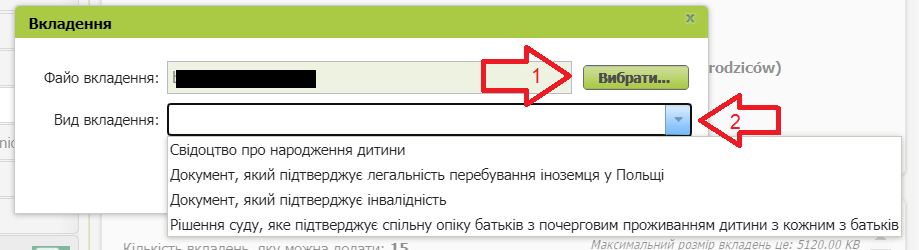 Вкладення x
rodziców)
Файо вкладення: Вибрати...
1
Вид вкладення:
2
Свідоцтво про народження дитини
Документ, який підтверджує легальність перебування іноземця у Польщі
Документ, який підтверджує інвалідність
Рішення суду, яке підтверджує спільну опіку батьків з почерговим проживанням дитини з кожним з батьків
Кількість вкладень, яку можна додати: 15
Максимальний розмір вкладень це: 5120.00 KB